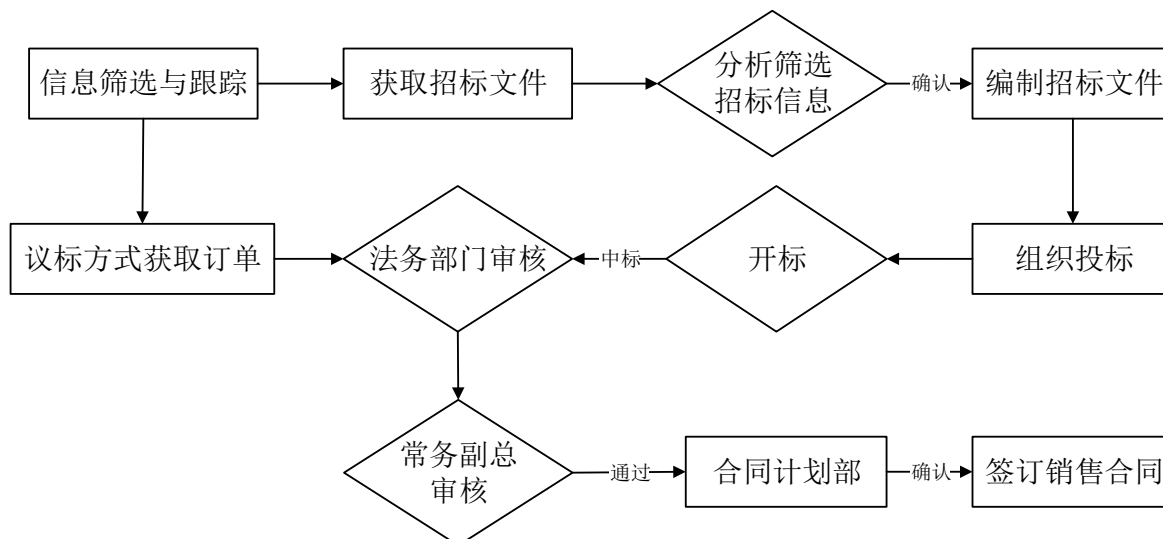 信息筛选与跟踪
获取招标文件
分析筛选
招标信息
确认
编制招标文件
议标方式获取订单
法务部门审核
中标
开标
组织投标
常务副总
审核
通过
合同计划部
确认
签订销售合同